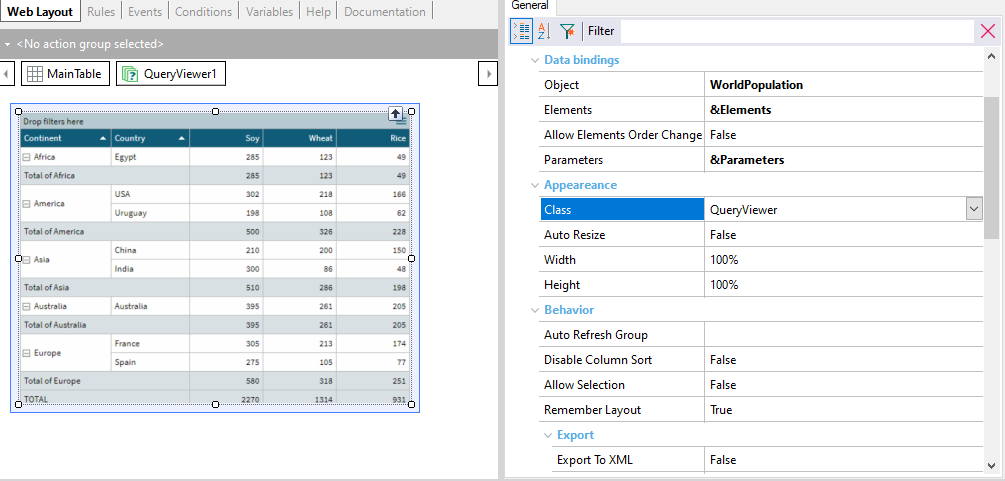 Web Layout Rules Events Conditions Variables Help Documentation
<No action group selected>
MainTable QueryViewer1
Drop filters here
Continent Country Soy Wheat Rice
Africa Egypt 285 123 49
Total of Africa 285 123 49
America USA 302 218 166
Uruguay 198 108 62
Total of America 500 326 228
Asia China 210 200 150
India 300 86 48
Total of Asia 510 286 198
Australia Australia 395 261 205
Total of Australia 395 261 205
Europe France 305 213 174
Spain 275 105 77
Total of Europe 580 318 251
TOTAL 2270 1314 931
General
Filter
Data bindings
Object WorldPopulation
Elements &Elements
Allow Elements Order Change False
Parameters &Parameters
Appeareance
Class QueryViewer
Auto Resize False
Width 100%
Height 100%
Behavior
Auto Refresh Group
Disable Column Sort False
Allow Selection False
Remember Layout True
Export
Export To XML False